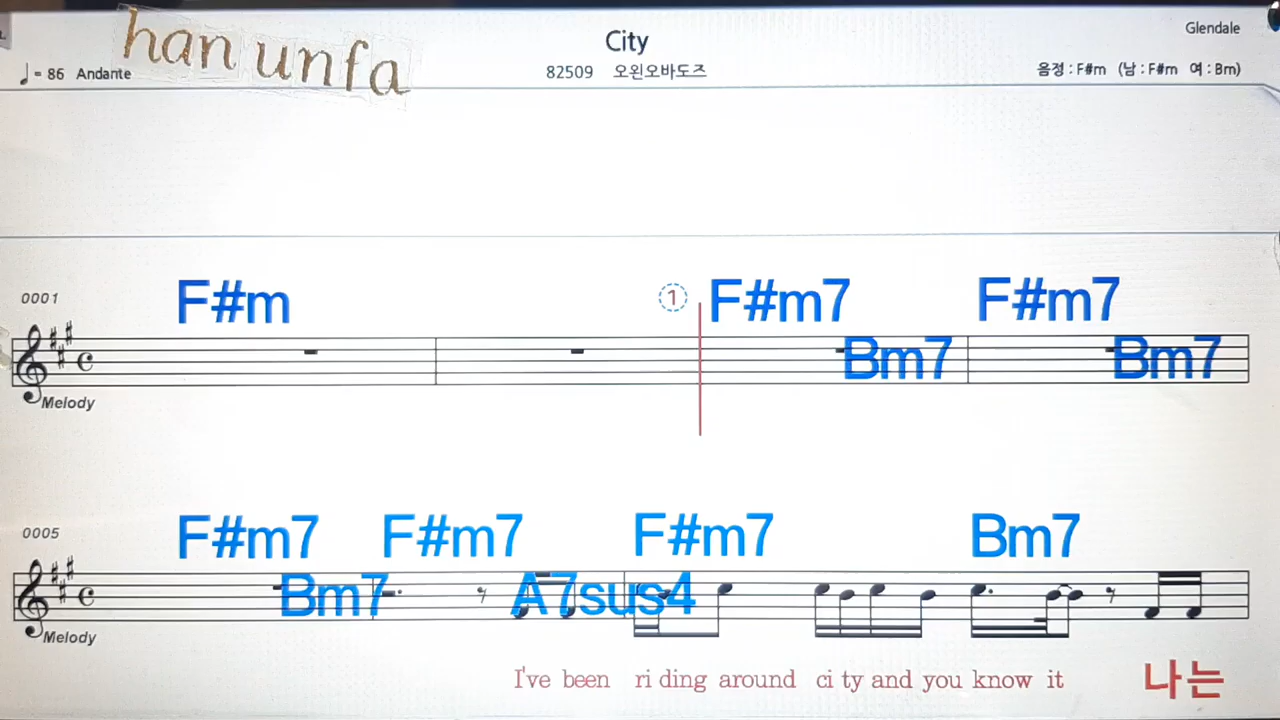 han unfa
City
Glendale
♩= 86 Andante
82509 오왼오바도즈
음정 : F#m (남 : F#m 여 : Bm)
0001
F#m
① F#m7
F#m7
Bm7
Bm7
Melody
0005
F#m7 F#m7 F#m7 Bm7
Bm7 A7sus4
Melody
I've been ri ding around ci ty and you know it 나는